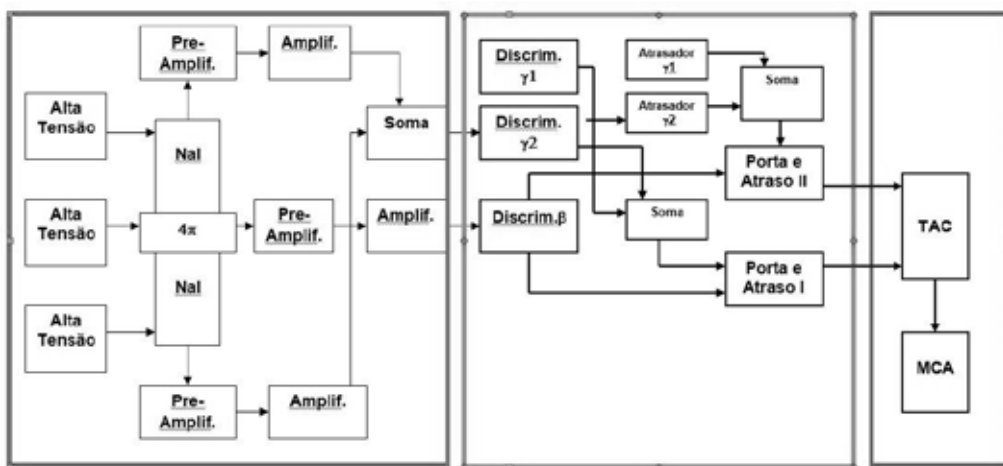 Pre-
Amplif.
Amplif.
Alta
Tensão
NaI
Soma
Alta
Tensão
4π
Pre-
Amplif.
Amplif.
NaI
Alta
Tensão
Pre-
Amplif.
Amplif.
Discrim.
γ1
Atrasador
γ1
Soma
Discrim.
γ2
Atrasador
γ2
Porta e
Atraso II
Discrim.β
Soma
Porta e
Atraso I
TAC
MCA